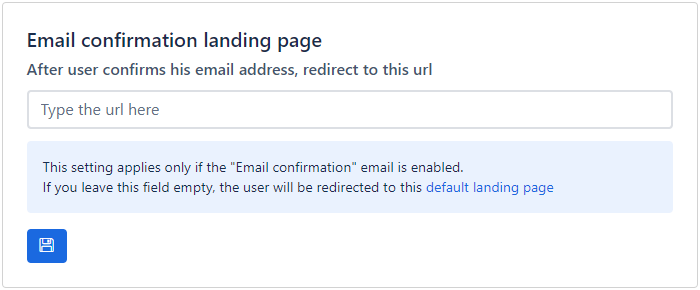 Email confirmation landing page
After user confirms his email address, redirect to this url
Type the url here
This setting applies only if the "Email confirmation" email is enabled.
If you leave this field empty, the user will be redirected to this default landing page